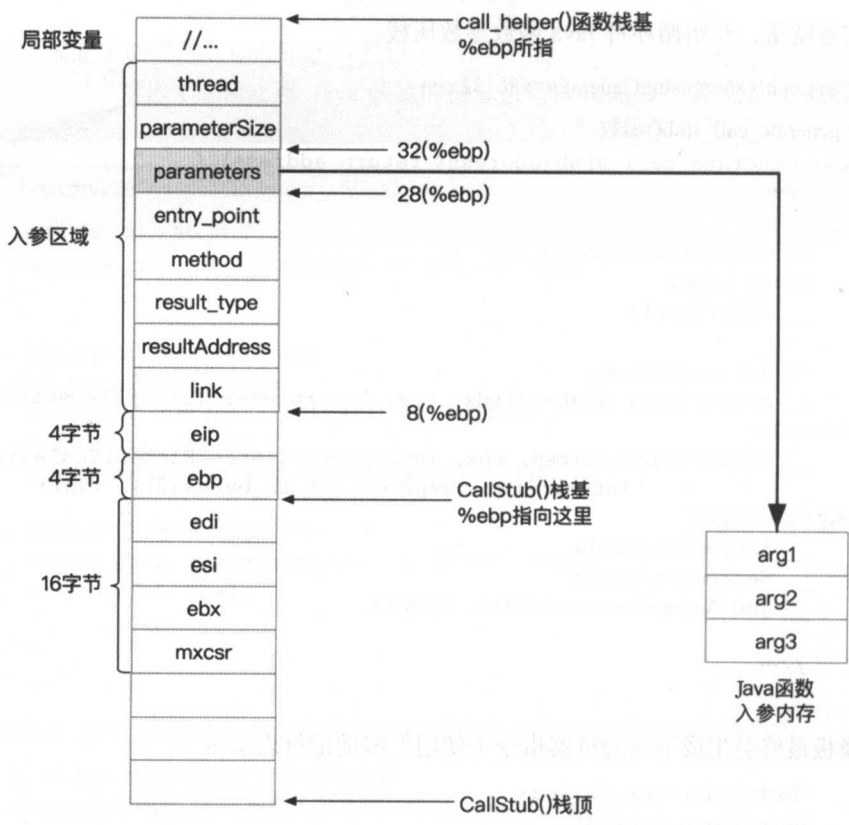 call_helper()函数栈基
%ebp所指
局部变量
//...
thread
parameterSize
32(%ebp)
parameters
28(%ebp)
entry_point
入参区域
method
result_type
resultAddress
link
8(%ebp)
4字节
eip
4字节
ebp
CallStub()栈基
%ebp指向这里
edi
16字节
esi
ebx
mxcsr
arg1
arg2
arg3
Java函数
入参内存
CallStub()栈顶